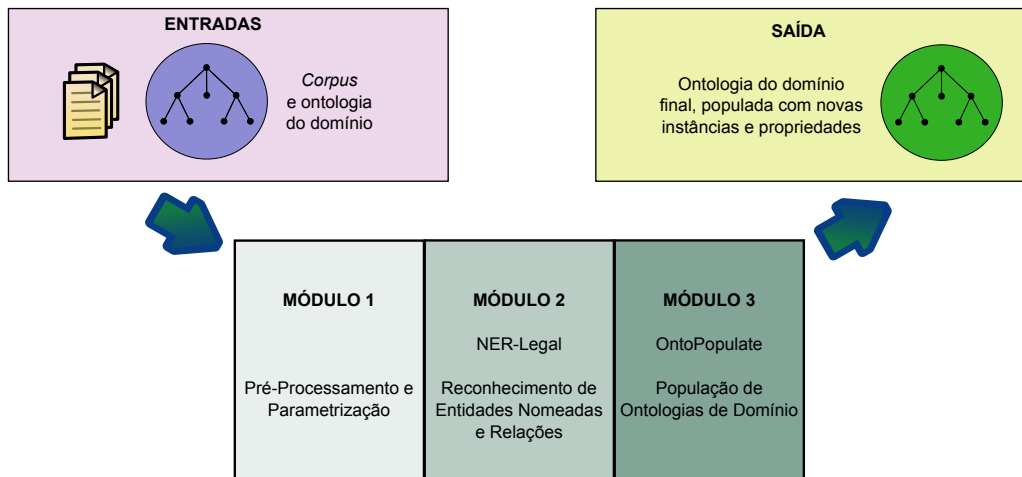 ENTRADAS
Corpus
e ontologia
do domínio
SAÍDA
Ontologia do domínio
final, populada com novas
instâncias e propriedades
MÓDULO 1
Pré-Processamento e
Parametrização
MÓDULO 2
NER-Legal
Reconhecimento de
Entidades Nomeadas
e Relações
MÓDULO 3
OntoPopulate
População de
Ontologias de Domínio